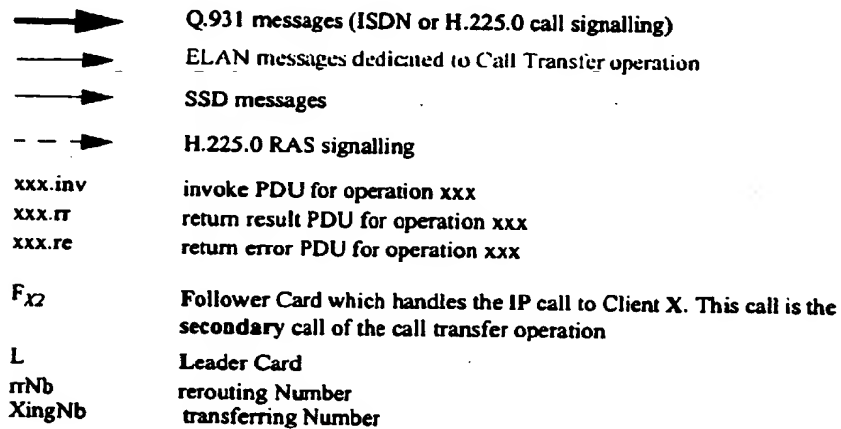 Q.931 messages (ISDN or H.225.0 call signalling)
ELAN messages dedicated to Call Transfer operation
SSD messages
H.225.0 RAS signalling
xxx.inv invoke PDU for operation xxx
xxx.rr return result PDU for operation xxx
xxx.re return error PDU for operation xxx
FX2 Follower Card which handles the IP call to Client X. This call is the
secondary call of the call transfer operation
L Leader Card
rrNb rerouting Number
XingNb transferring Number